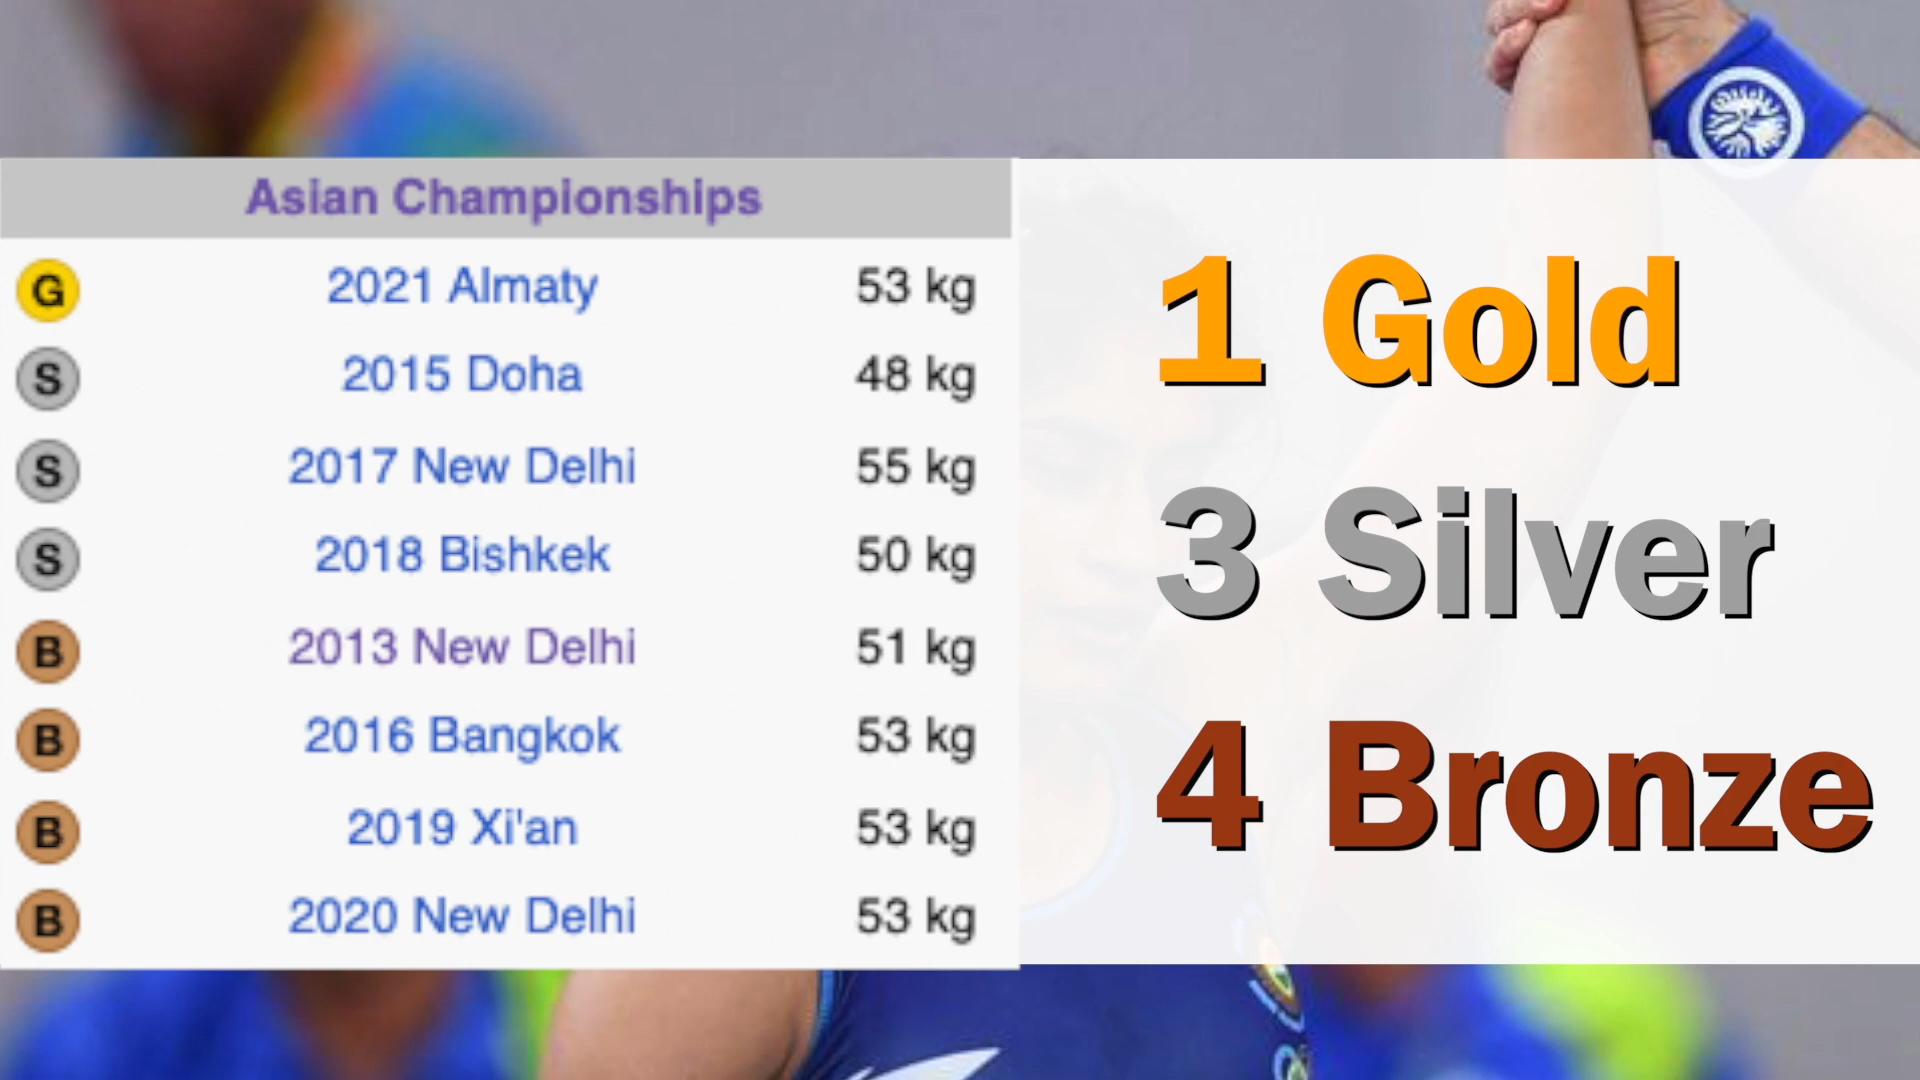 Asian Championships
G 2021 Almaty 53 kg
S 2015 Doha 48 kg
S 2017 New Delhi 55 kg
S 2018 Bishkek 50 kg
B 2013 New Delhi 51 kg
B 2016 Bangkok 53 kg
B 2019 Xi'an 53 kg
B 2020 New Delhi 53 kg
1 Gold
3 Silver
4 Bronze